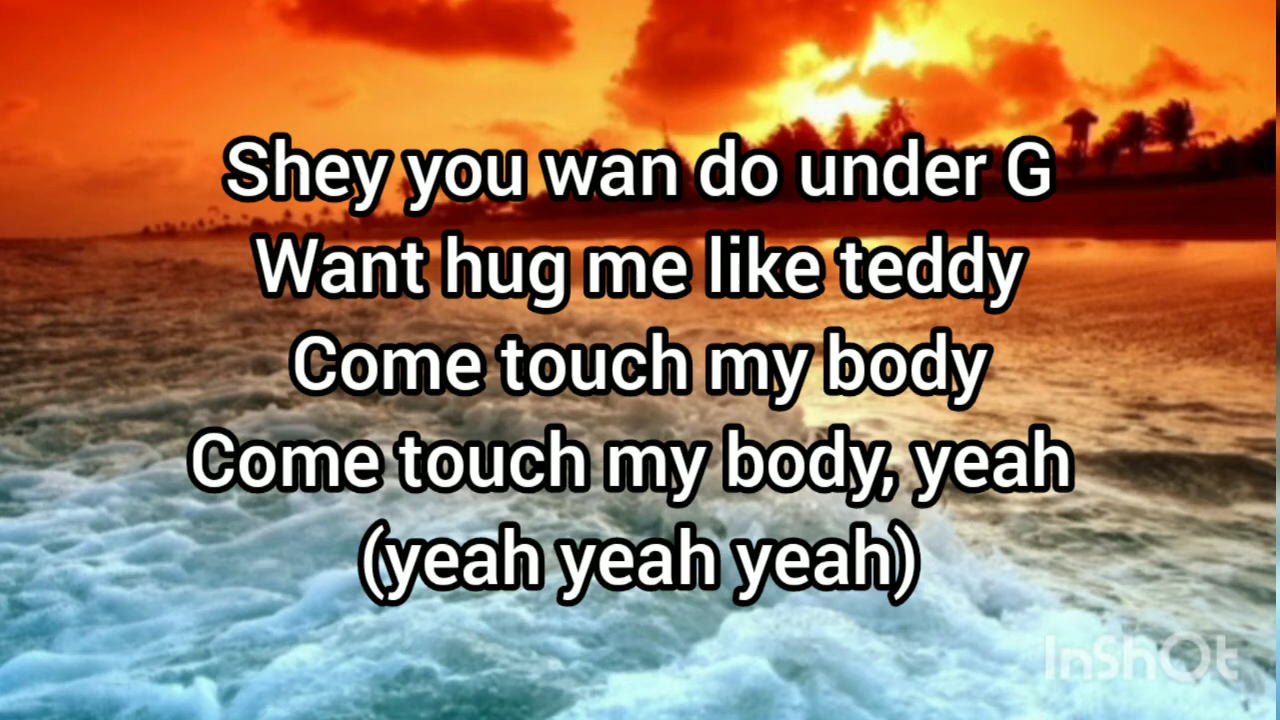 Shey you wan do under G
Want hug me like teddy
Come touch my body
Come touch my body, yeah
(yeah yeah yeah)
InShOt